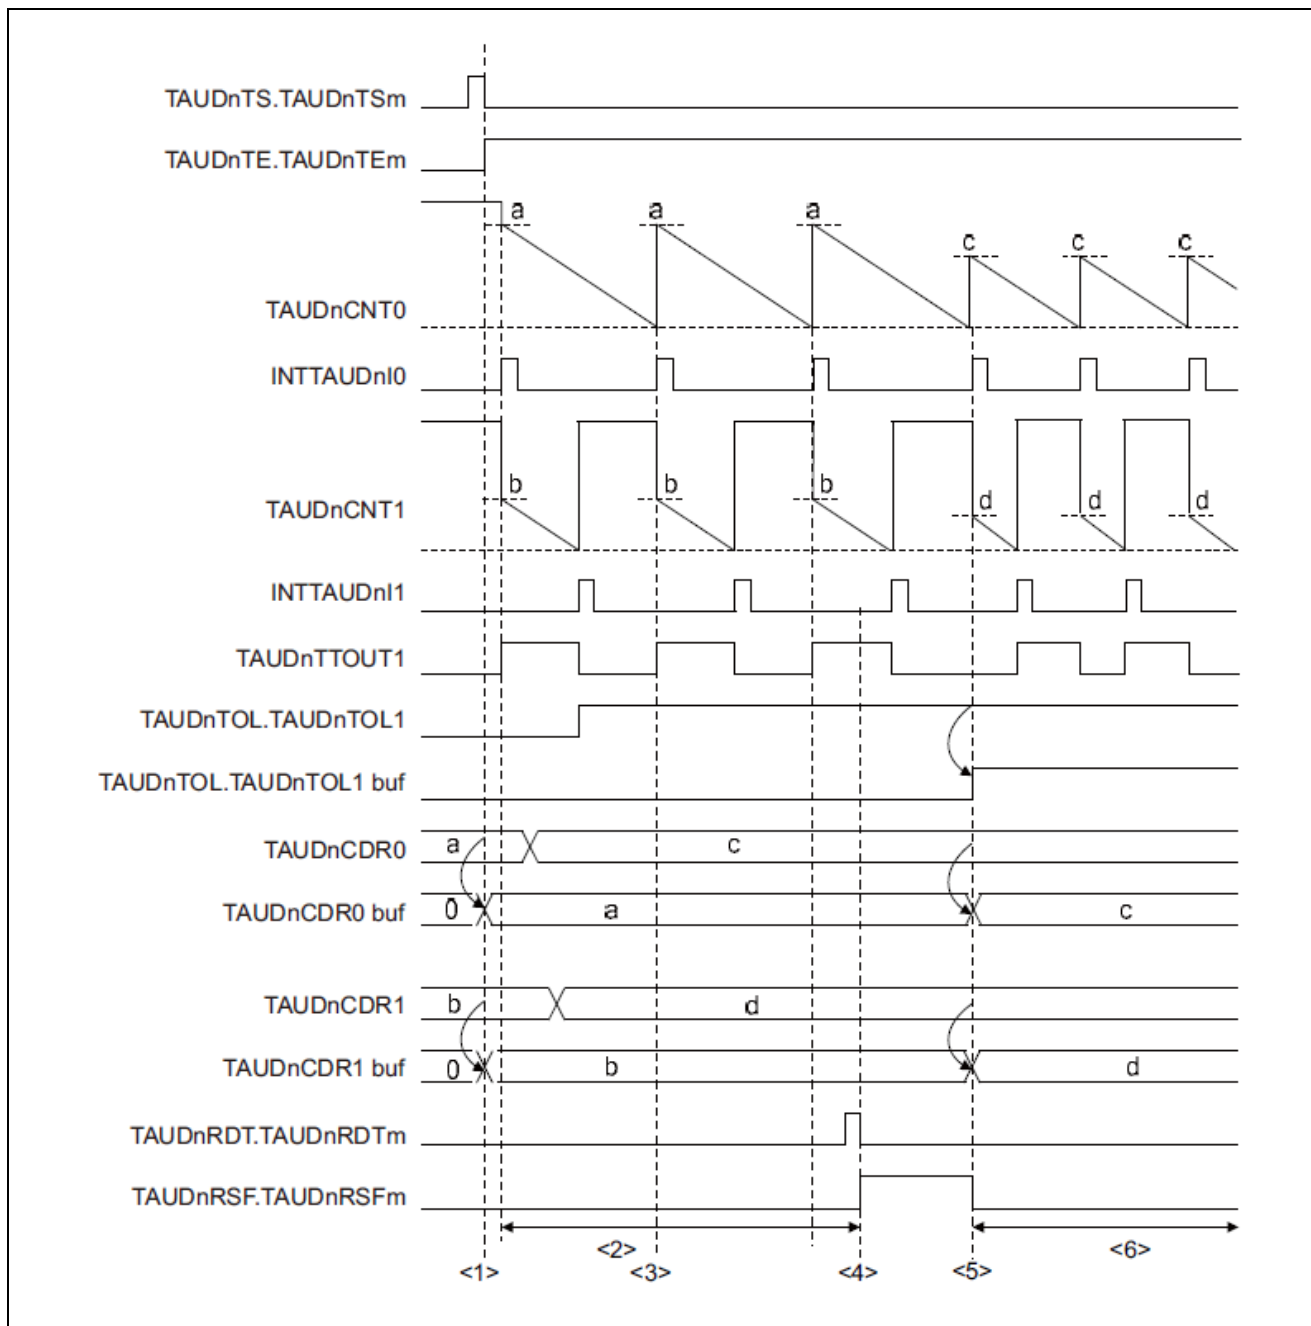 TAUDnTS.TAUDnTSm
TAUDnTE.TAUDnTEm
a a a c c c
TAUDnCNT0
INTTAUDnI0
b b b d d d
TAUDnCNT1
INTTAUDnI1
TAUDnTTOUT1
TAUDnTOL.TAUDnTOL1
TAUDnTOL.TAUDnTOL1 buf
TAUDnCDR0 a c
TAUDnCDR0 buf 0 a c
TAUDnCDR1 b d
TAUDnCDR1 buf 0 b d
TAUDnRDT.TAUDnRDTm
TAUDnRSF.TAUDnRSFm
<2> <6>
<1> <3> <4> <5>